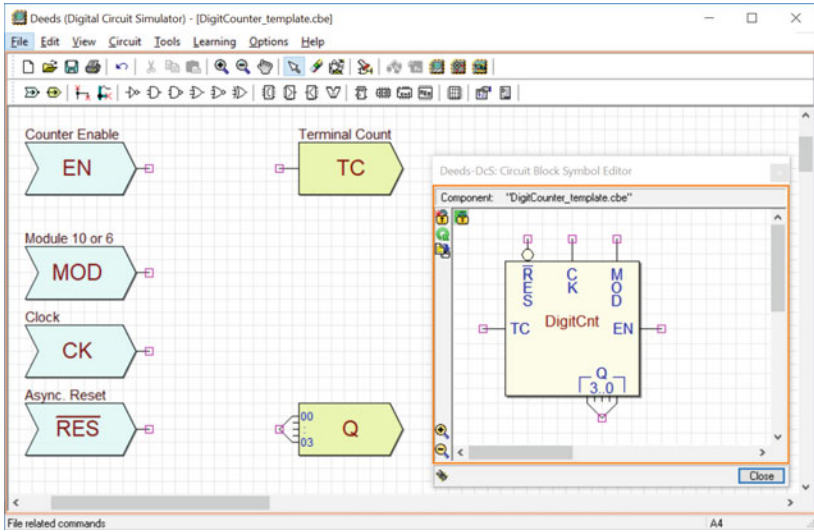 Deeds (Digital Circuit Simulator) - [DigitCounter_template.cbe]
File Edit View Circuit Tools Learning Options Help
Counter Enable
EN
Terminal Count
TC
Module 10 or 6
MOD
Clock
CK
Async. Reset
RES
00
:
03
Q
Deeds-DcS: Circuit Block Symbol Editor
Component: "DigitCounter_template.cbe"
RES
CK
MOD
TC
DigitCnt
EN
Q
3..0
Close
File related commands
A4